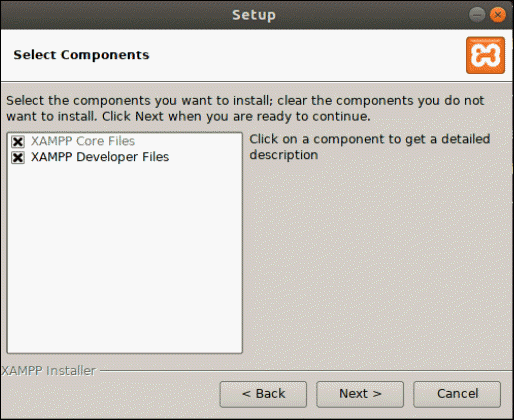 Setup
Select Components
Select the components you want to install; clear the components you do not
want to install. Click Next when you are ready to continue.
XAMPP Core Files
XAMPP Developer Files
Click on a component to get a detailed
description
XAMPP Installer
< Back
Next >
Cancel